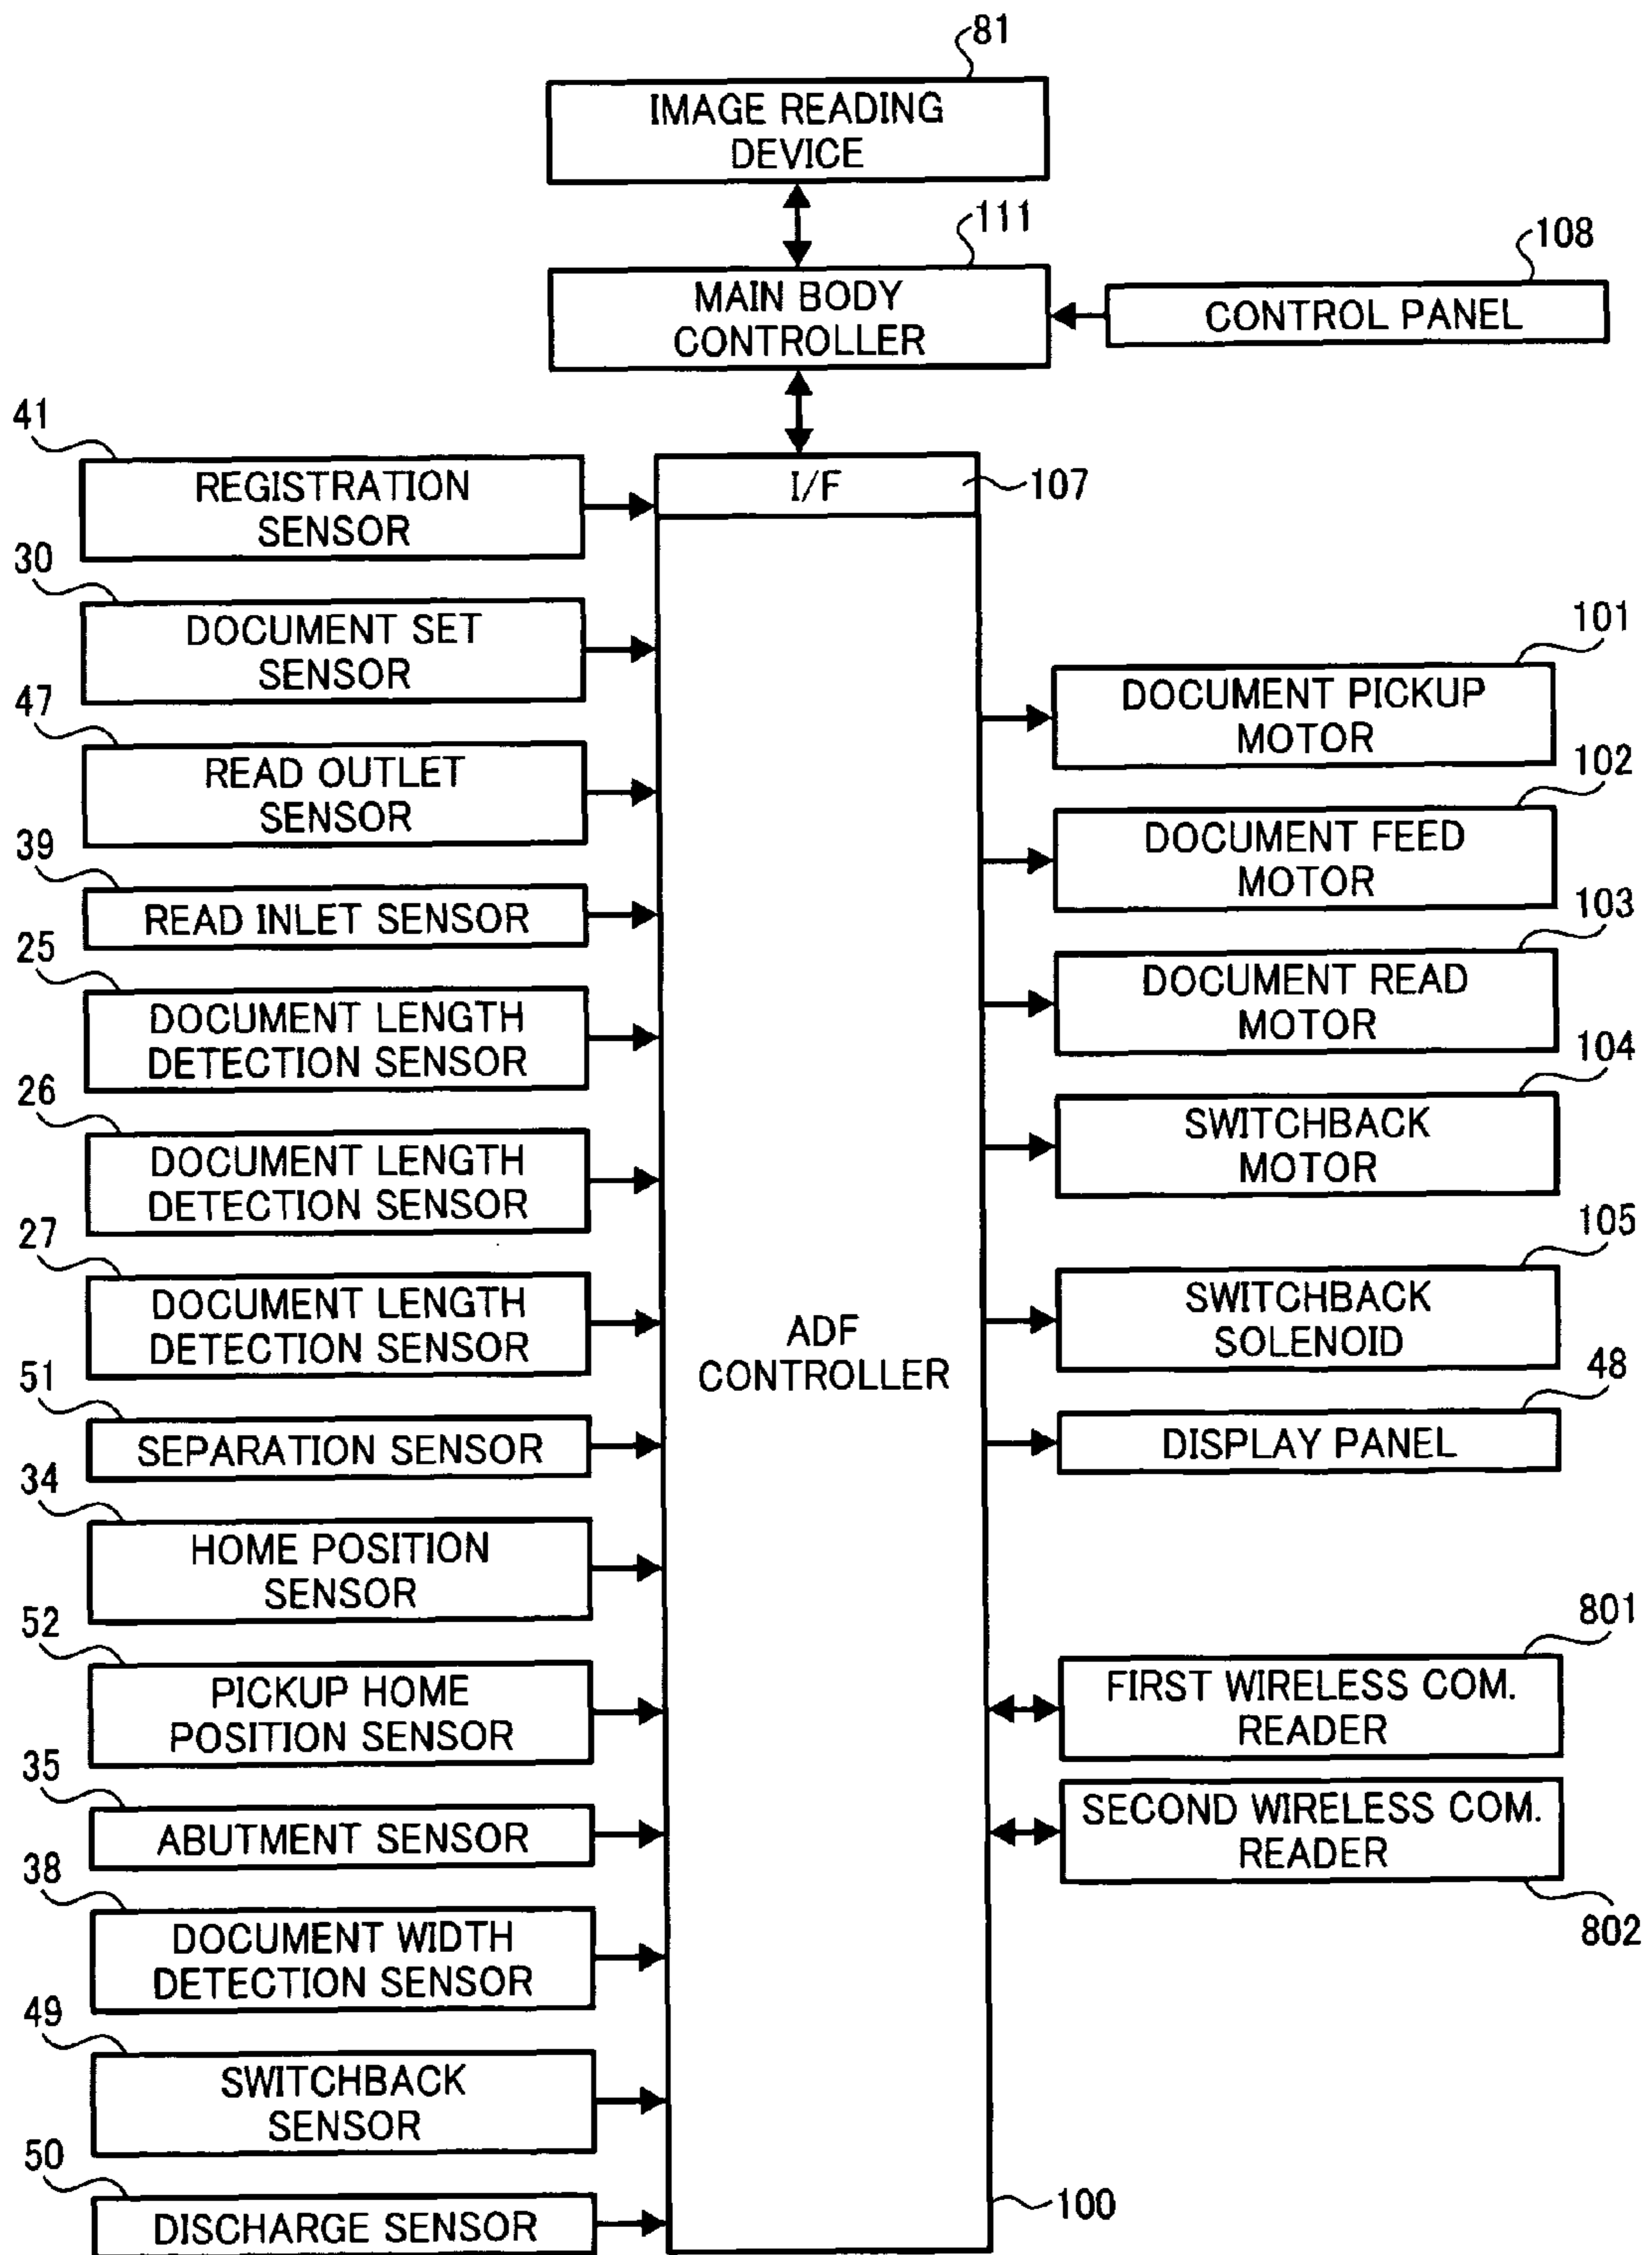 81
IMAGE READING
DEVICE
111
MAIN BODY
CONTROLLER
108
CONTROL PANEL
I/F
107
ADF
CONTROLLER
100
41
REGISTRATION
SENSOR
30
DOCUMENT SET
SENSOR
47
READ OUTLET
SENSOR
39
READ INLET SENSOR
25
DOCUMENT LENGTH
DETECTION SENSOR
26
DOCUMENT LENGTH
DETECTION SENSOR
27
DOCUMENT LENGTH
DETECTION SENSOR
51
SEPARATION SENSOR
34
HOME POSITION
SENSOR
52
PICKUP HOME
POSITION SENSOR
35
ABUTMENT SENSOR
38
DOCUMENT WIDTH
DETECTION SENSOR
49
SWITCHBACK
SENSOR
50
DISCHARGE SENSOR
101
DOCUMENT PICKUP
MOTOR
102
DOCUMENT FEED
MOTOR
103
DOCUMENT READ
MOTOR
104
SWITCHBACK
MOTOR
105
SWITCHBACK
SOLENOID
48
DISPLAY PANEL
801
FIRST WIRELESS COM.
READER
SECOND WIRELESS COM.
READER
802